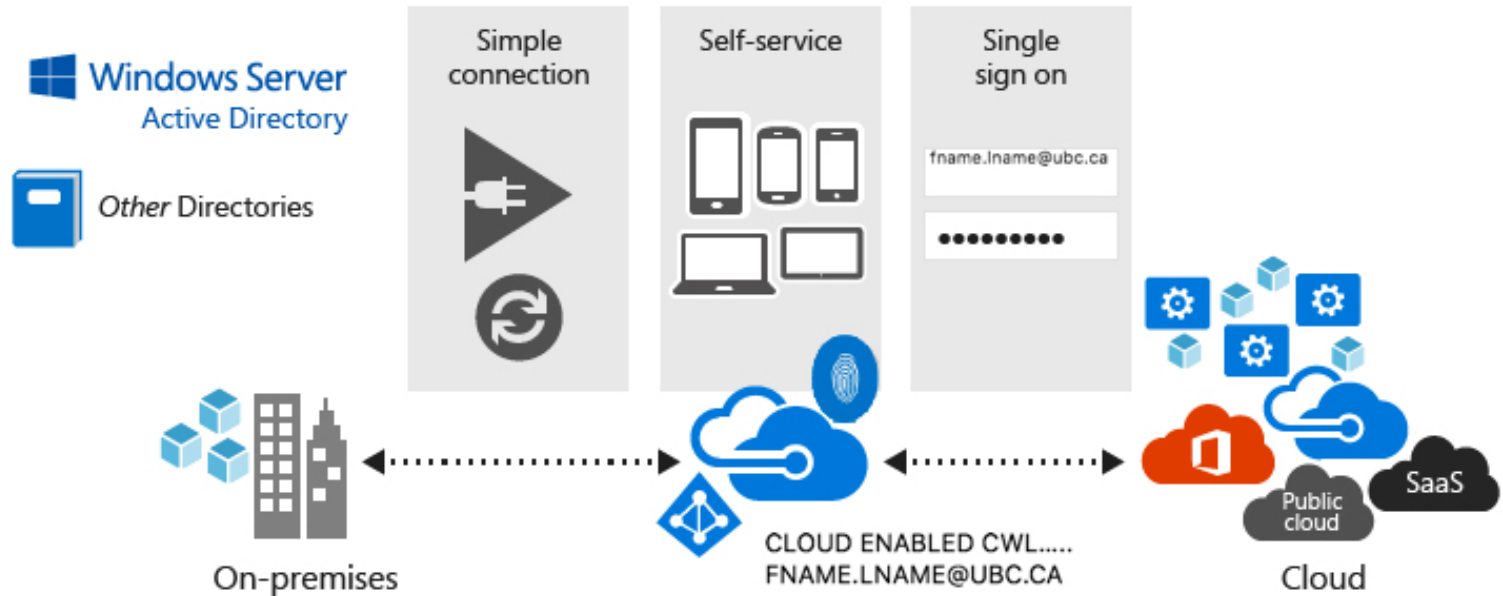 Windows Server
Active Directory
Other Directories
Simple
connection
Self-service
Single
sign on
fname.lname@ubc.ca
●●●●●●●●●
On-premises
CLOUD ENABLED CWL.....
FNAME.LNAME@UBC.CA
Public
cloud
SaaS
Cloud